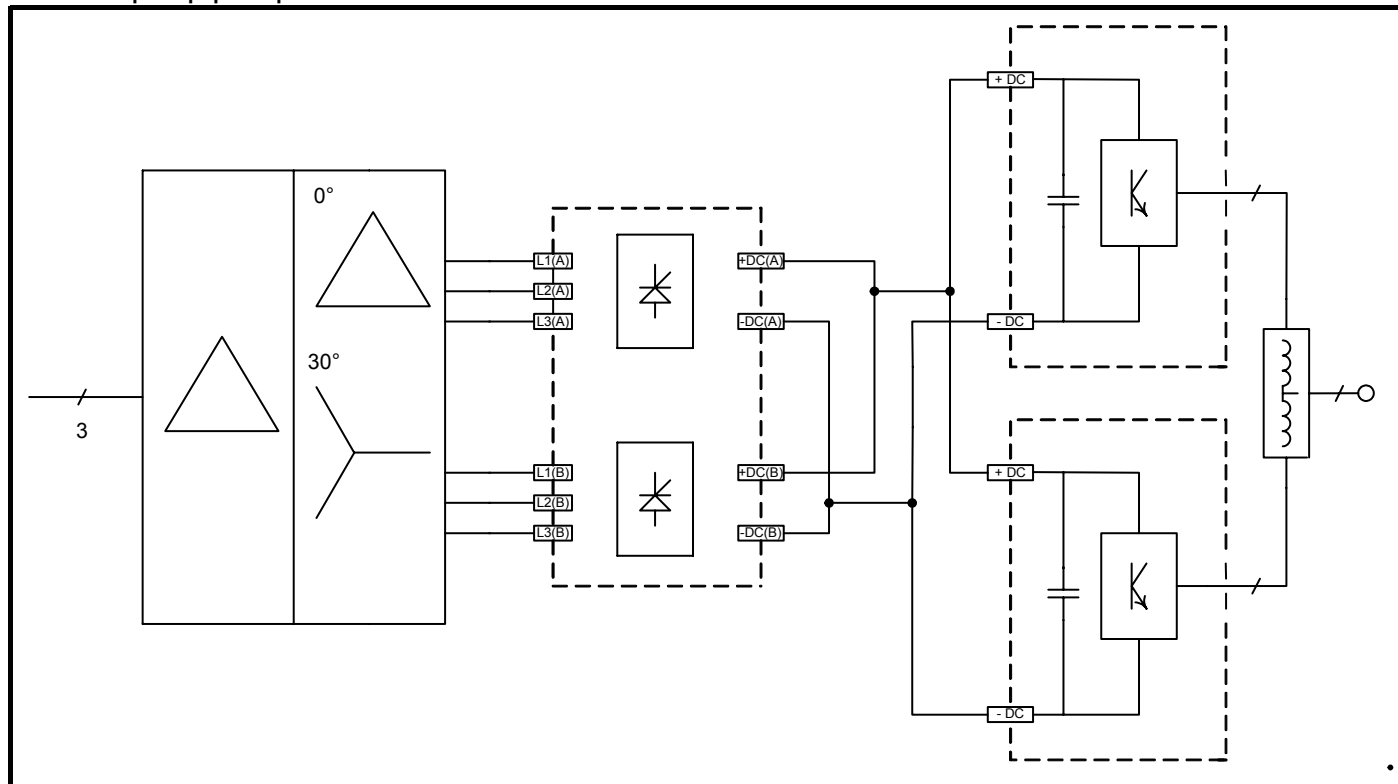 + DC
0°
L1(A)
+DC(A)
L2(A)
L3(A)
-DC(A)
- DC
30°
3
L1(B)
+DC(B)
+ DC
L2(B)
L3(B)
-DC(B)
- DC